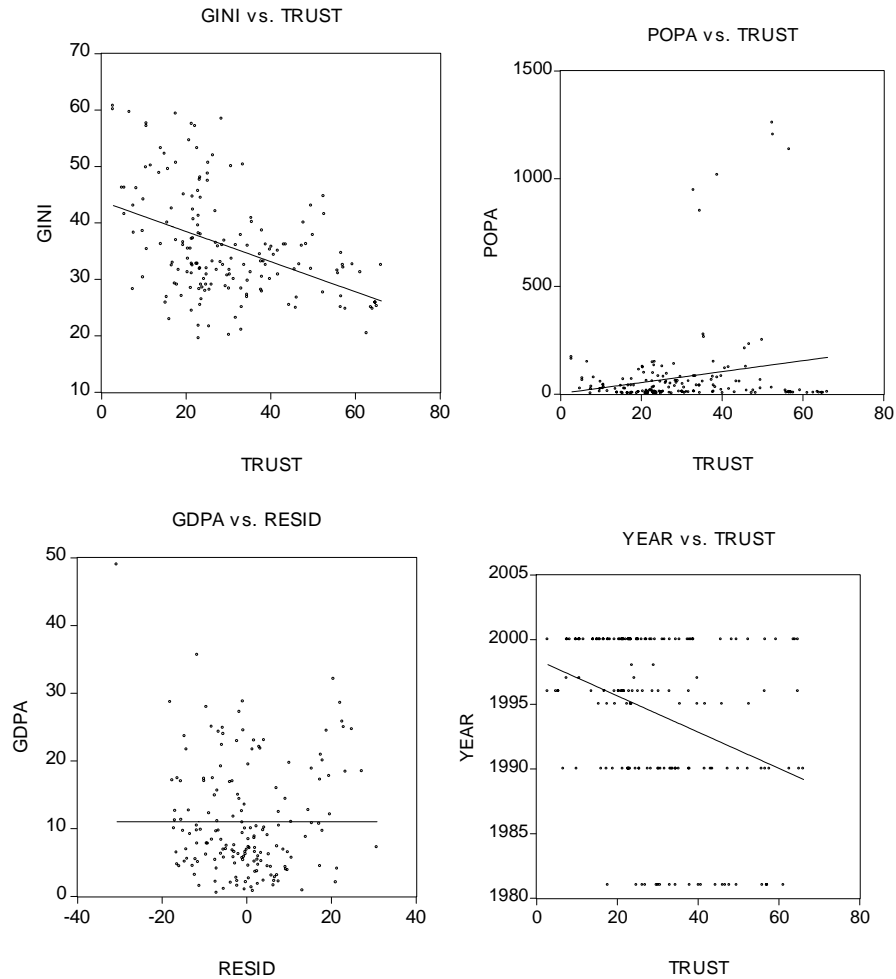 GINI vs. TRUST
70
60
50
40
30
20
10
GINI
0 20 40 60 80
TRUST
POPA vs. TRUST
1500
1000
500
0
POPA
0 20 40 60 80
TRUST
GDPA vs. RESID
50
40
30
20
10
0
GDPA
-40 -20 0 20 40
RESID
YEAR vs. TRUST
2005
2000
1995
1990
1985
1980
YEAR
0 20 40 60 80
TRUST